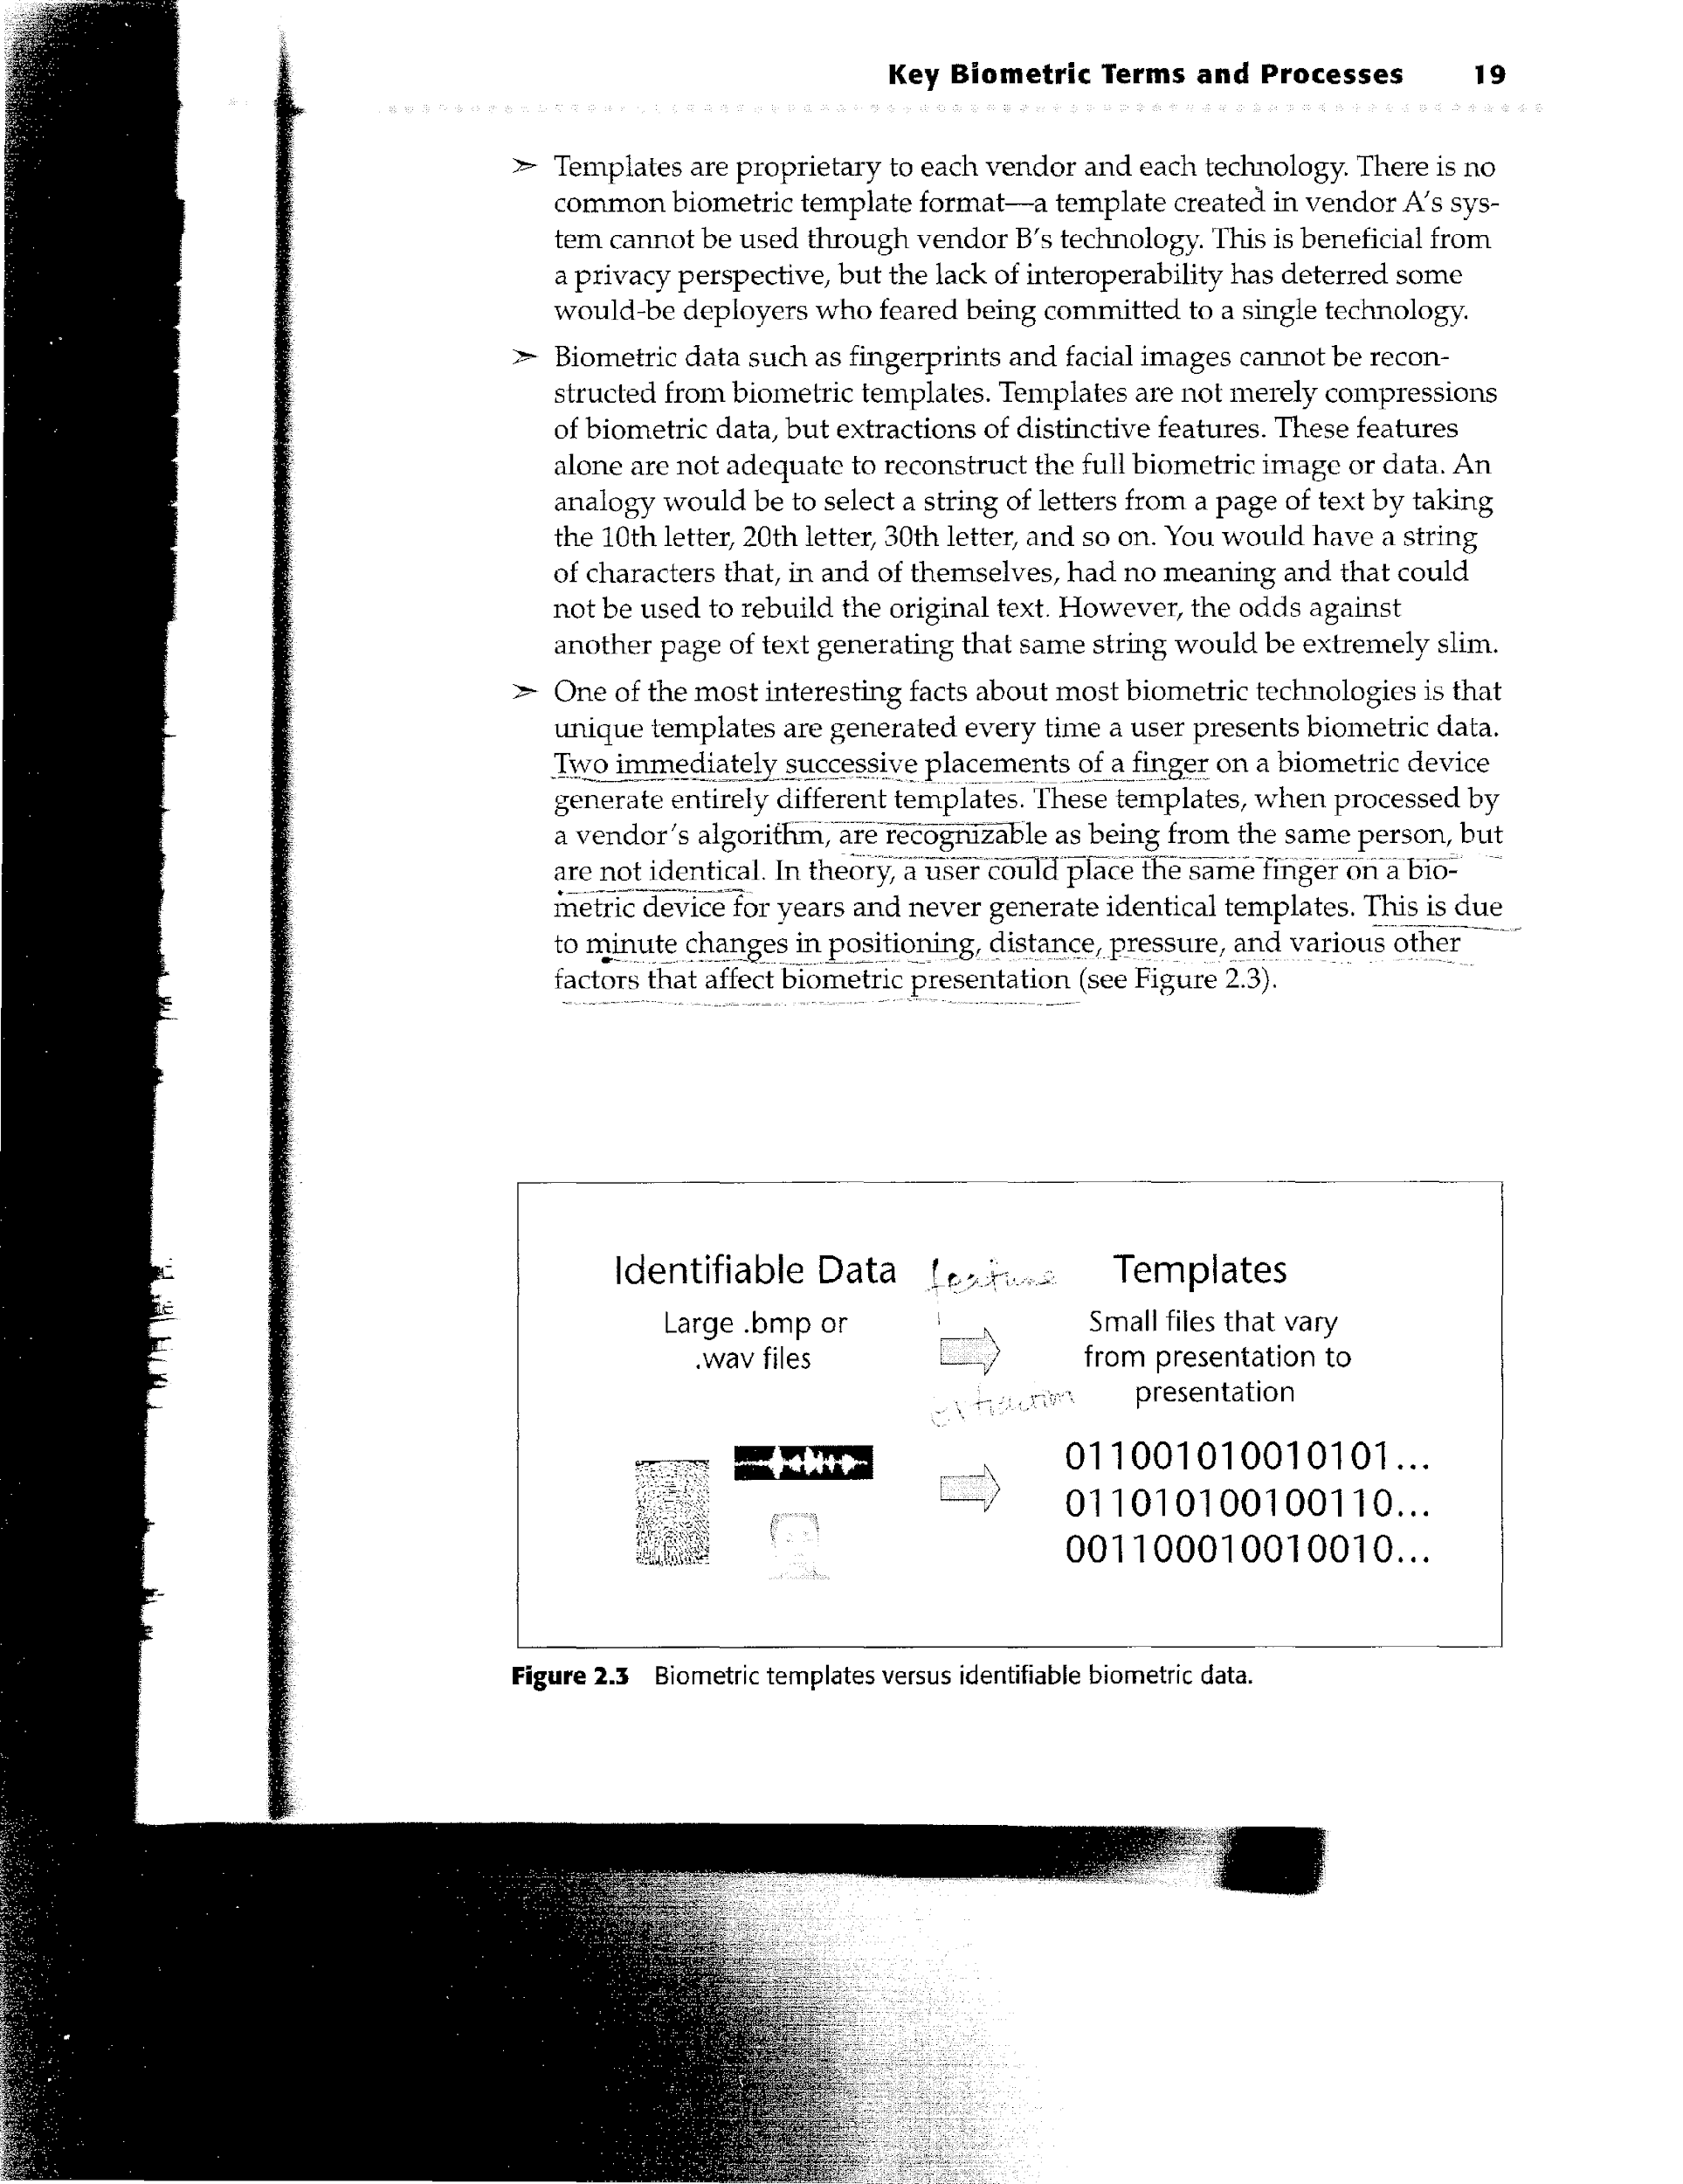 Key Biometric Terms and Processes 19
➢ Templates are proprietary to each vendor and each technology. There is no
common biometric template format—a template created in vendor A's sys-
tem cannot be used through vendor B's technology. This is beneficial from
a privacy perspective, but the lack of interoperability has deterred some
would-be deployers who feared being committed to a single technology.
➢ Biometric data such as fingerprints and facial images cannot be recon-
structed from biometric templates. Templates are not merely compressions
of biometric data, but extractions of distinctive features. These features
alone are not adequate to reconstruct the full biometric image or data. An
analogy would be to select a string of letters from a page of text by taking
the 10th letter, 20th letter, 30th letter, and so on. You would have a string
of characters that, in and of themselves, had no meaning and that could
not be used to rebuild the original text. However, the odds against
another page of text generating that same string would be extremely slim.
➢ One of the most interesting facts about most biometric technologies is that
unique templates are generated every time a user presents biometric data.
Two immediately successive placements of a finger on a biometric device
generate entirely different templates. These templates, when processed by
a vendor's algorithm, are recognizable as being from the same person, but
are not identical. In theory, a user could place the same finger on a bio-
metric device for years and never generate identical templates. This is due
to minute changes in positioning, distance, pressure, and various other
factors that affect biometric presentation (see Figure 2.3).
Identifiable Data feature Templates
Large .bmp or
.wav files
Small files that vary
from presentation to
presentation
extraction
011001010010101...
011010100100110...
001100010010010...
Figure 2.3 Biometric templates versus identifiable biometric data.